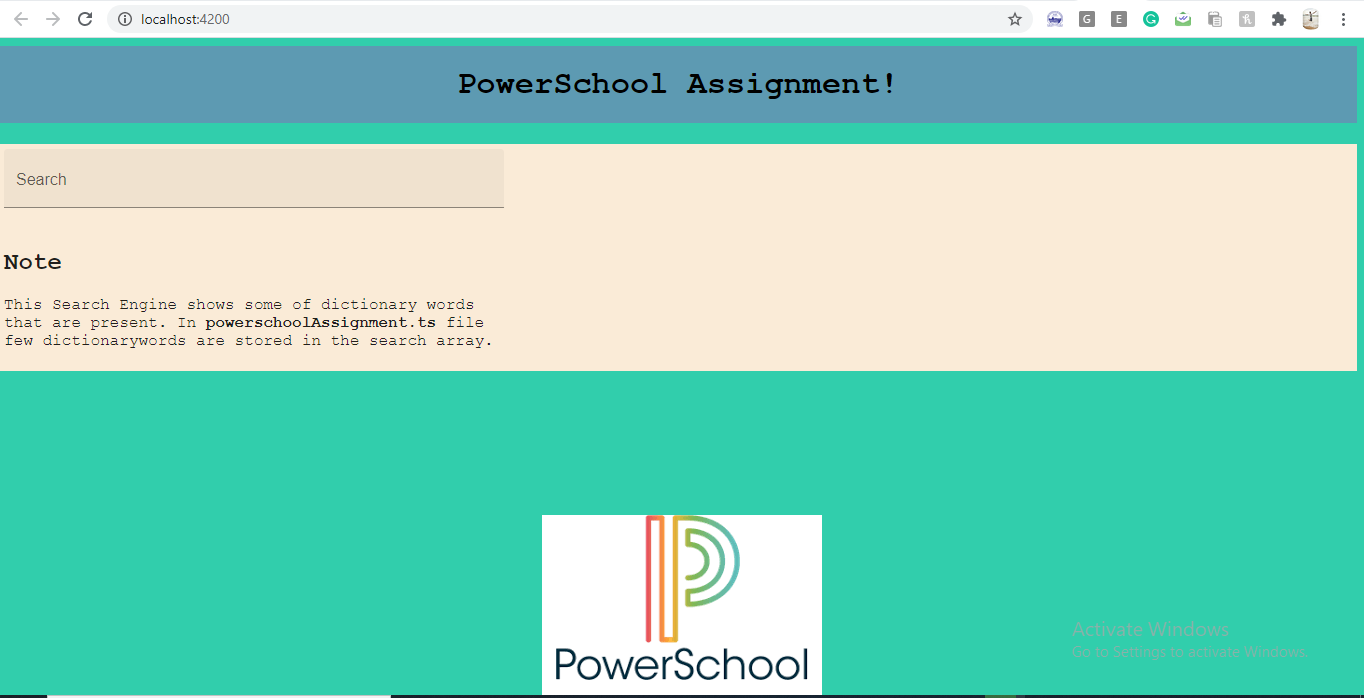 localhost:4200
G
E
PowerSchool Assignment!
Search
Note
This Search Engine shows some of dictionary words
that are present. In powerschoolAssignment.ts file
few dictionarywords are stored in the search array.
PowerSchool
Activate Windows
Go to Settings to activate Windows.